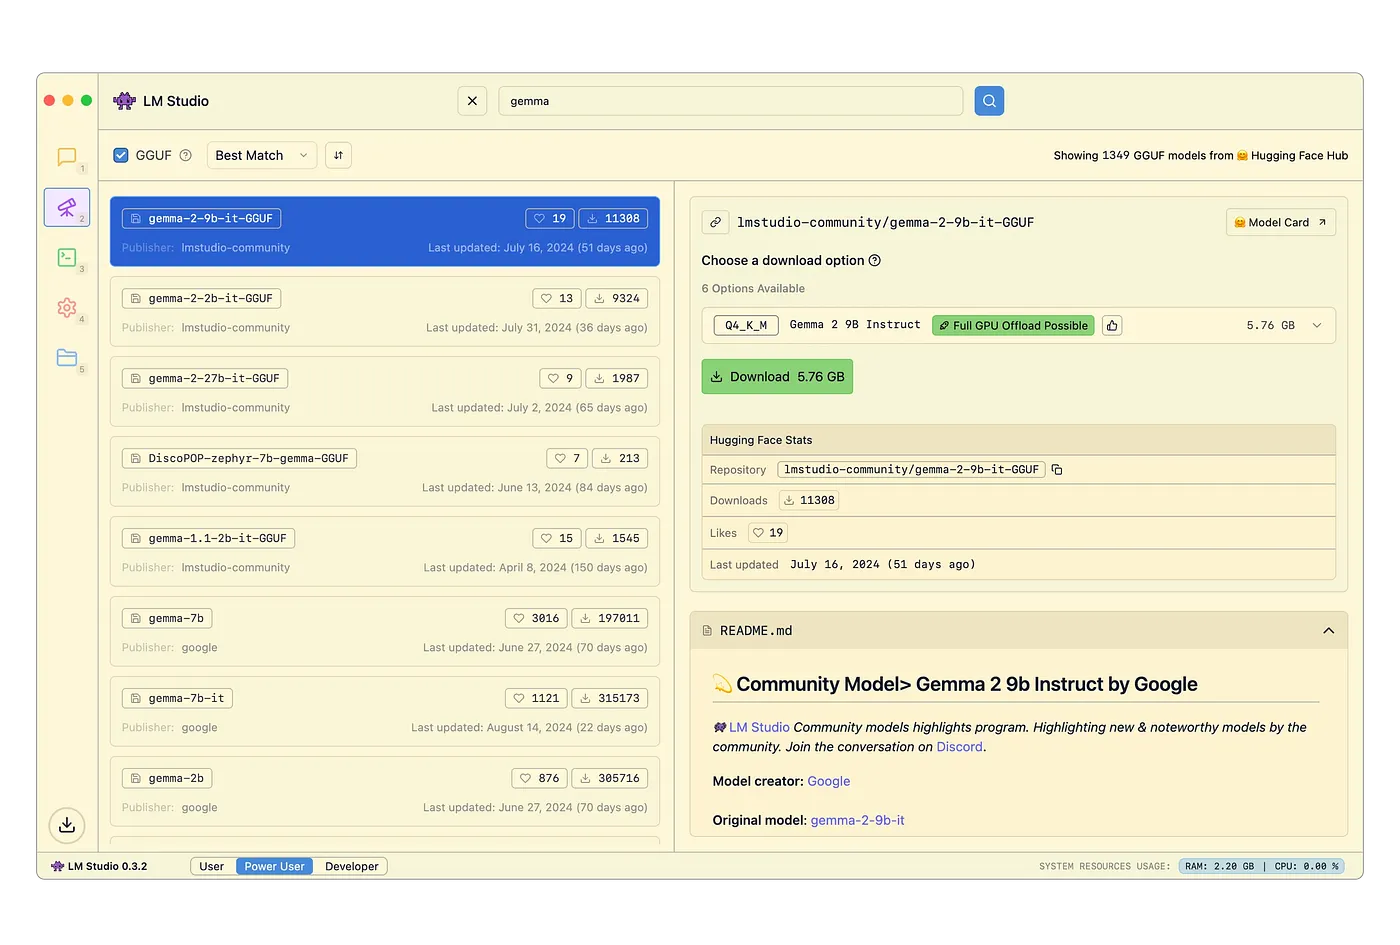 LM Studio
gemma
GGUF
Best Match
Showing 1349 GGUF models from 🤗 Hugging Face Hub
1
2
3
4
5
gemma-2-9b-it-GGUF 19 11308
Publisher: lmstudio-community Last updated: July 16, 2024 (51 days ago)
gemma-2-2b-it-GGUF 13 9324
Publisher: lmstudio-community Last updated: July 31, 2024 (36 days ago)
gemma-2-27b-it-GGUF 9 1987
Publisher: lmstudio-community Last updated: July 2, 2024 (65 days ago)
DiscoPOP-zephyr-7b-gemma-GGUF 7 213
Publisher: lmstudio-community Last updated: June 13, 2024 (84 days ago)
gemma-1.1-2b-it-GGUF 15 1545
Publisher: lmstudio-community Last updated: April 8, 2024 (150 days ago)
gemma-7b 3016 197011
Publisher: google Last updated: June 27, 2024 (70 days ago)
gemma-7b-it 1121 315173
Publisher: google Last updated: August 14, 2024 (22 days ago)
gemma-2b 876 305716
Publisher: google Last updated: June 27, 2024 (70 days ago)
lmstudio-community/gemma-2-9b-it-GGUF
🤗 Model Card ↗
Choose a download option
6 Options Available
Q4_K_M Gemma 2 9B Instruct Full GPU Offload Possible 5.76 GB
Download 5.76 GB
Hugging Face Stats
Repository lmstudio-community/gemma-2-9b-it-GGUF
Downloads 11308
Likes 19
Last updated July 16, 2024 (51 days ago)
README.md
💫 Community Model> Gemma 2 9b Instruct by Google
👾 LM Studio Community models highlights program. Highlighting new & noteworthy models by the
community. Join the conversation on Discord.
Model creator: Google
Original model: gemma-2-9b-it
LM Studio 0.3.2
User Power User Developer
SYSTEM RESOURCES USAGE: RAM: 2.20 GB | CPU: 0.00 %